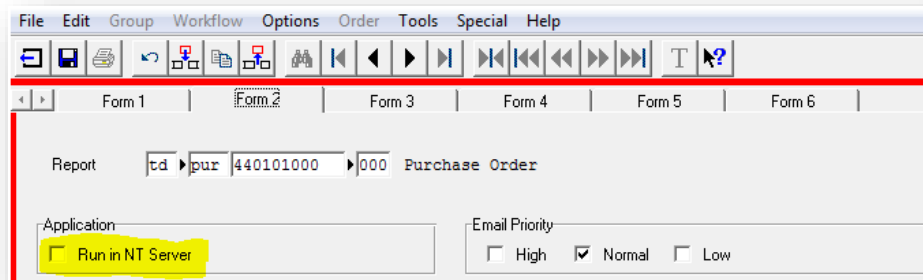 File Edit Group Workflow Options Order Tools Special Help
T ?
Form 1 Form 2 Form 3 Form 4 Form 5 Form 6
Report td pur 440101000 000 Purchase Order
Application Email Priority
Run in NT Server High Normal Low